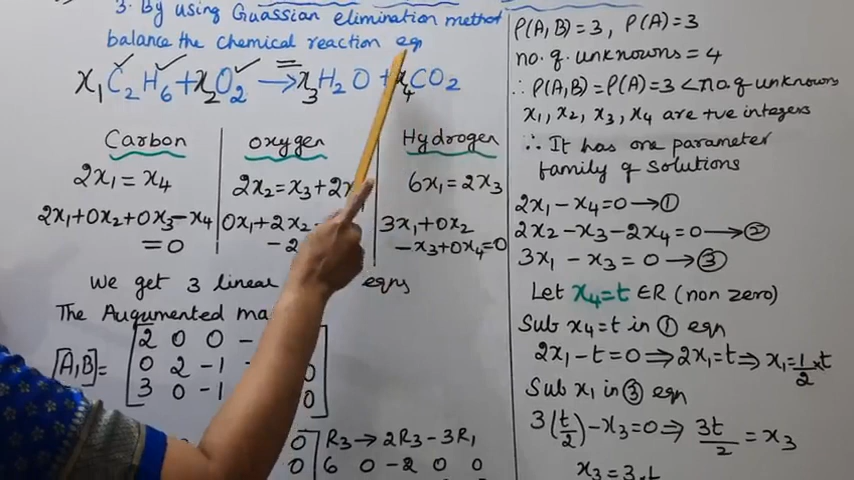 3. By using Guassian elimination method
balance the chemical reaction eqn
x₁C₂H₆+x₂O₂ → x₃H₂O + x₄CO₂
Carbon
2x₁=x₄
2x₁+0x₂+0x₃-x₄
=0
oxygen
2x₂=x₃+2x
0x₁+2x₂-
-2
Hydrogen
6x₁=2x₃
3x₁+0x₂
-x₃+0x₄=0
We get 3 linear eqns
The Augumented
[A,B]=
2 0 0 -
0 2 -1 0
3 0 -1 0
0 R₃→2R₃-3R₁
0 6 0 -2 0 0
ρ(A,B)=3, ρ(A)=3
no.q.unknowns=4
∴ρ(A,B)=ρ(A)=3<no.q unknowns
x₁, x₂, x₃, x₄ are +ve integers
∴ It has one parameter
family q solutions
2x₁-x₄=0→①
2x₂-x₃-2x₄=0→②
3x₁-x₃=0→③
Let x₄=t ∈R (non zero)
Sub x₄=t in ① eqn
2x₁-t=0⇒2x₁=t⇒x₁=1/2×t
Sub x₁ in ③ eqn
3(t/2)-x₃=0⇒3t/2=x₃
x₃=3.t